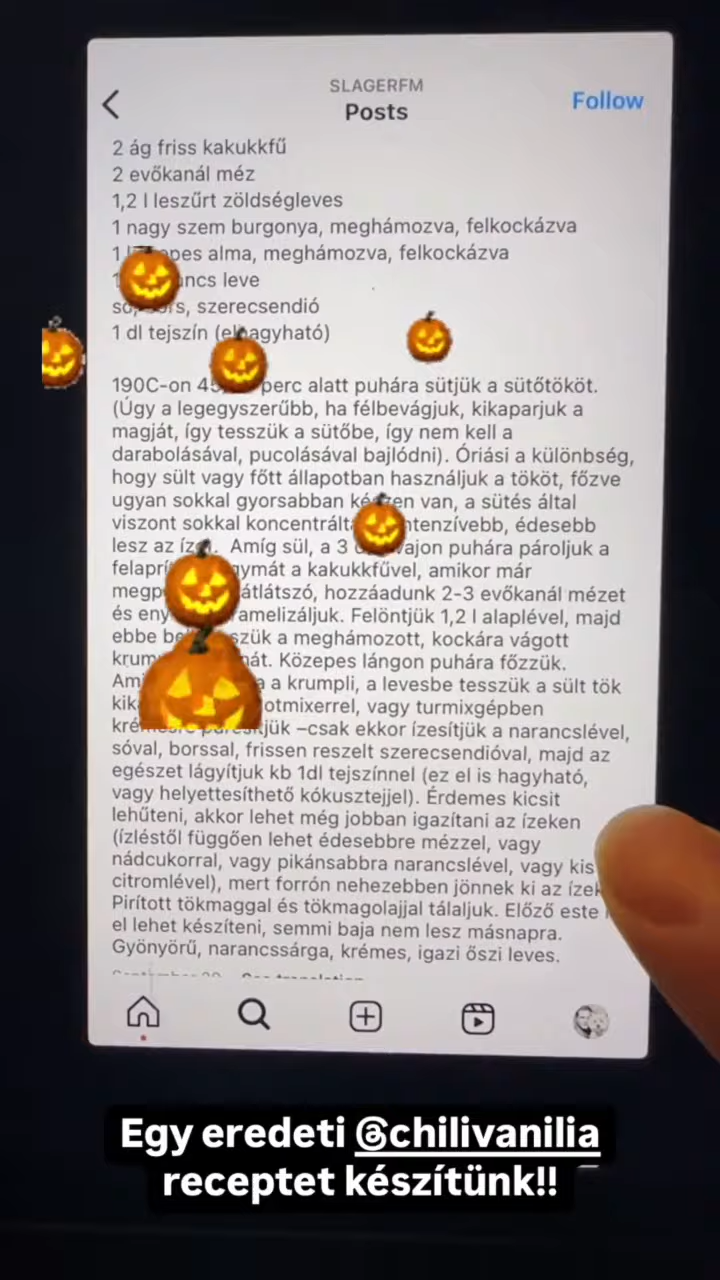 SLAGERFM
Posts
Follow
2 ág friss kakukkfű
2 evőkanál méz
1,2 l leszűrt zöldségleves
1 nagy szem burgonya, meghámozva, felkockázva
1 alma, meghámozva, felkockázva
leve
szerecsendió
1 dl tejszín
190C-on perc alatt puhára sütjük a sütőtököt.
(Úgy a legegyszerűbb, ha félbevágjuk, kikaparjuk a
magját, így tesszük a sütőbe, így nem kell a
darabolásával, pucolásával bajlódni). Óriási a különbség,
hogy sült vagy főtt állapotban használjuk a tököt, főzve
ugyan sokkal gyorsabban van, a sütés által
viszont sokkal édesebb
lesz az Amíg sül, a 3 vajon puhára pároljuk a
a kakukkfűvel, amikor már
átlátszó, hozzáadunk 2-3 evőkanál mézet
és Felöntjük 1,2 l alaplével, majd
ebbe a meghámozott, kockára vágott
Közepes lángon puhára főzzük.
a krumpli, a levesbe tesszük a sült tök
vagy turmixgépben
–csak ekkor ízesítjük a narancslével,
sóval, borssal, frissen reszelt szerecsendióval, majd az
egészet lágyítjuk kb 1dl tejszínnel (ez el is hagyható,
vagy helyettesíthető kókusztejjel). Érdemes kicsit
lehűteni, akkor lehet még jobban igazítani az ízeken
(ízléstől függően lehet édesebbre mézzel, vagy
nádcukorral, vagy pikánsabbra narancslével, vagy kis
citromlével), mert forrón nehezebben jönnek ki az
Pirított tökmaggal és tökmagolajjal tálaljuk. Előző este
el lehet készíteni, semmi baja nem lesz másnapra.
Gyönyörű, narancssárga, krémes, igazi őszi leves.
Egy eredeti @chilivanilia
receptet készítünk!!